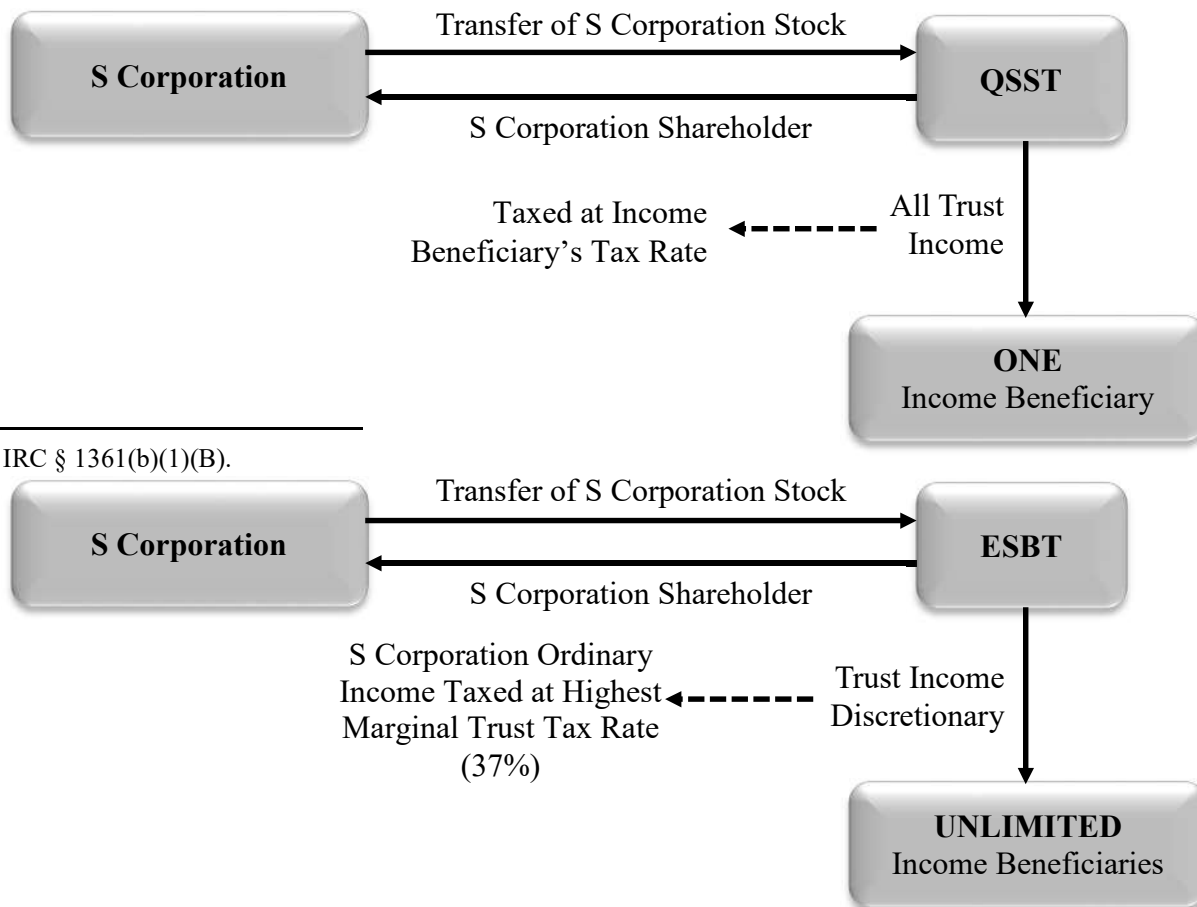 Transfer of S Corporation Stock
S Corporation
QSST
S Corporation Shareholder
Taxed at Income
Beneficiary's Tax Rate
All Trust
Income
ONE
Income Beneficiary
IRC § 1361(b)(1)(B).
Transfer of S Corporation Stock
S Corporation
ESBT
S Corporation Shareholder
S Corporation Ordinary
Income Taxed at Highest
Marginal Trust Tax Rate
(37%)
Trust Income
Discretionary
UNLIMITED
Income Beneficiaries